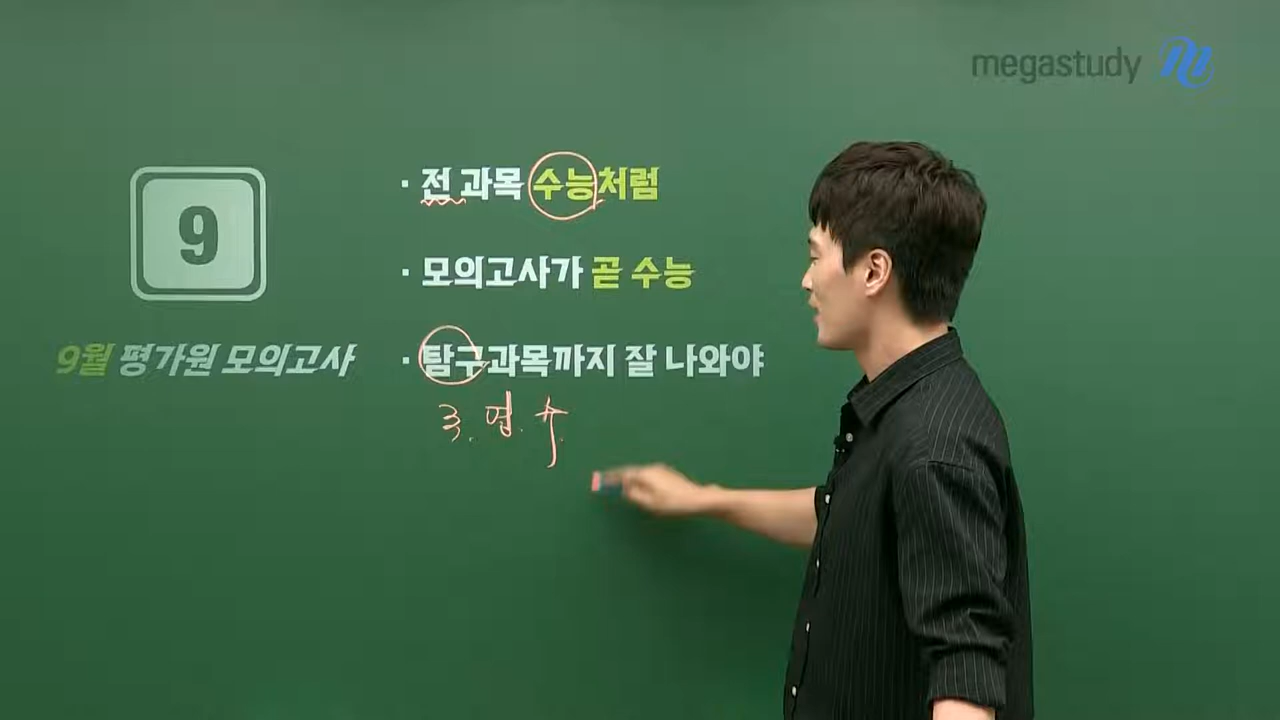 megastudy
9
9월 평가원 모의고사
· 전 과목 수능처럼
· 모의고사가 곧 수능
· 탐구과목까지 잘 나와야
국. 영. 수.